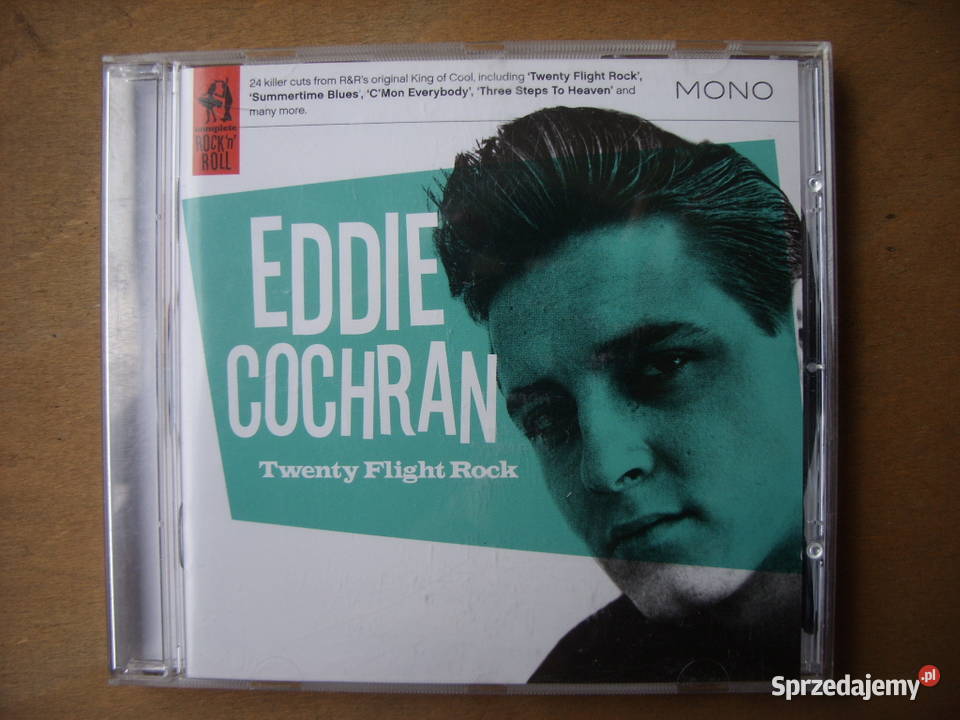 24 killer cuts from R&R's original King of Cool, including 'Twenty Flight Rock',
'Summertime Blues', 'C'Mon Everybody', 'Three Steps To Heaven' and
many more.
MONO
complete
ROCK'n'
ROLL
EDDIE
COCHRAN
Twenty Flight Rock
Sprzedajemy.pl